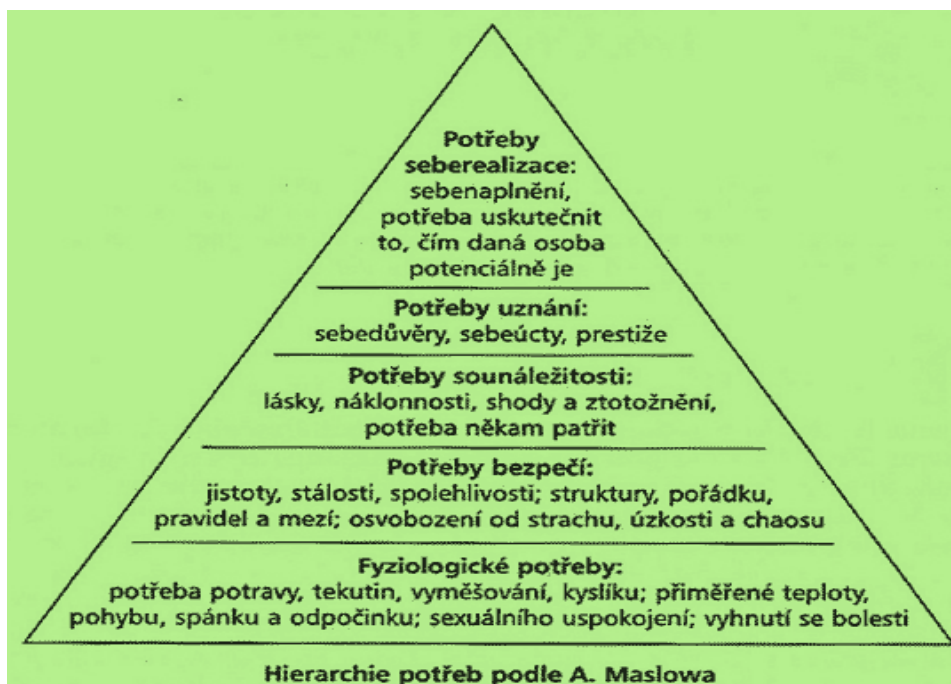 Potřeby
seberealizace:
sebenaplnění,
potřeba uskutečnit
to, čím daná osoba
potenciálně je
Potřeby uznání:
sebedůvěry, sebeúcty, prestiže
Potřeby sounáležitosti:
lásky, náklonnosti, shody a ztotožnění,
potřeba někam patřit
Potřeby bezpečí:
jistoty, stálosti, spolehlivosti; struktury, pořádku,
pravidel a mezí; osvobození od strachu, úzkosti a chaosu
Fyziologické potřeby:
potřeba potravy, tekutin, vyměšování, kyslíku; přiměřené teploty,
pohybu, spánku a odpočinku; sexuálního uspokojení; vyhnutí se bolesti
Hierarchie potřeb podle A. Maslowa